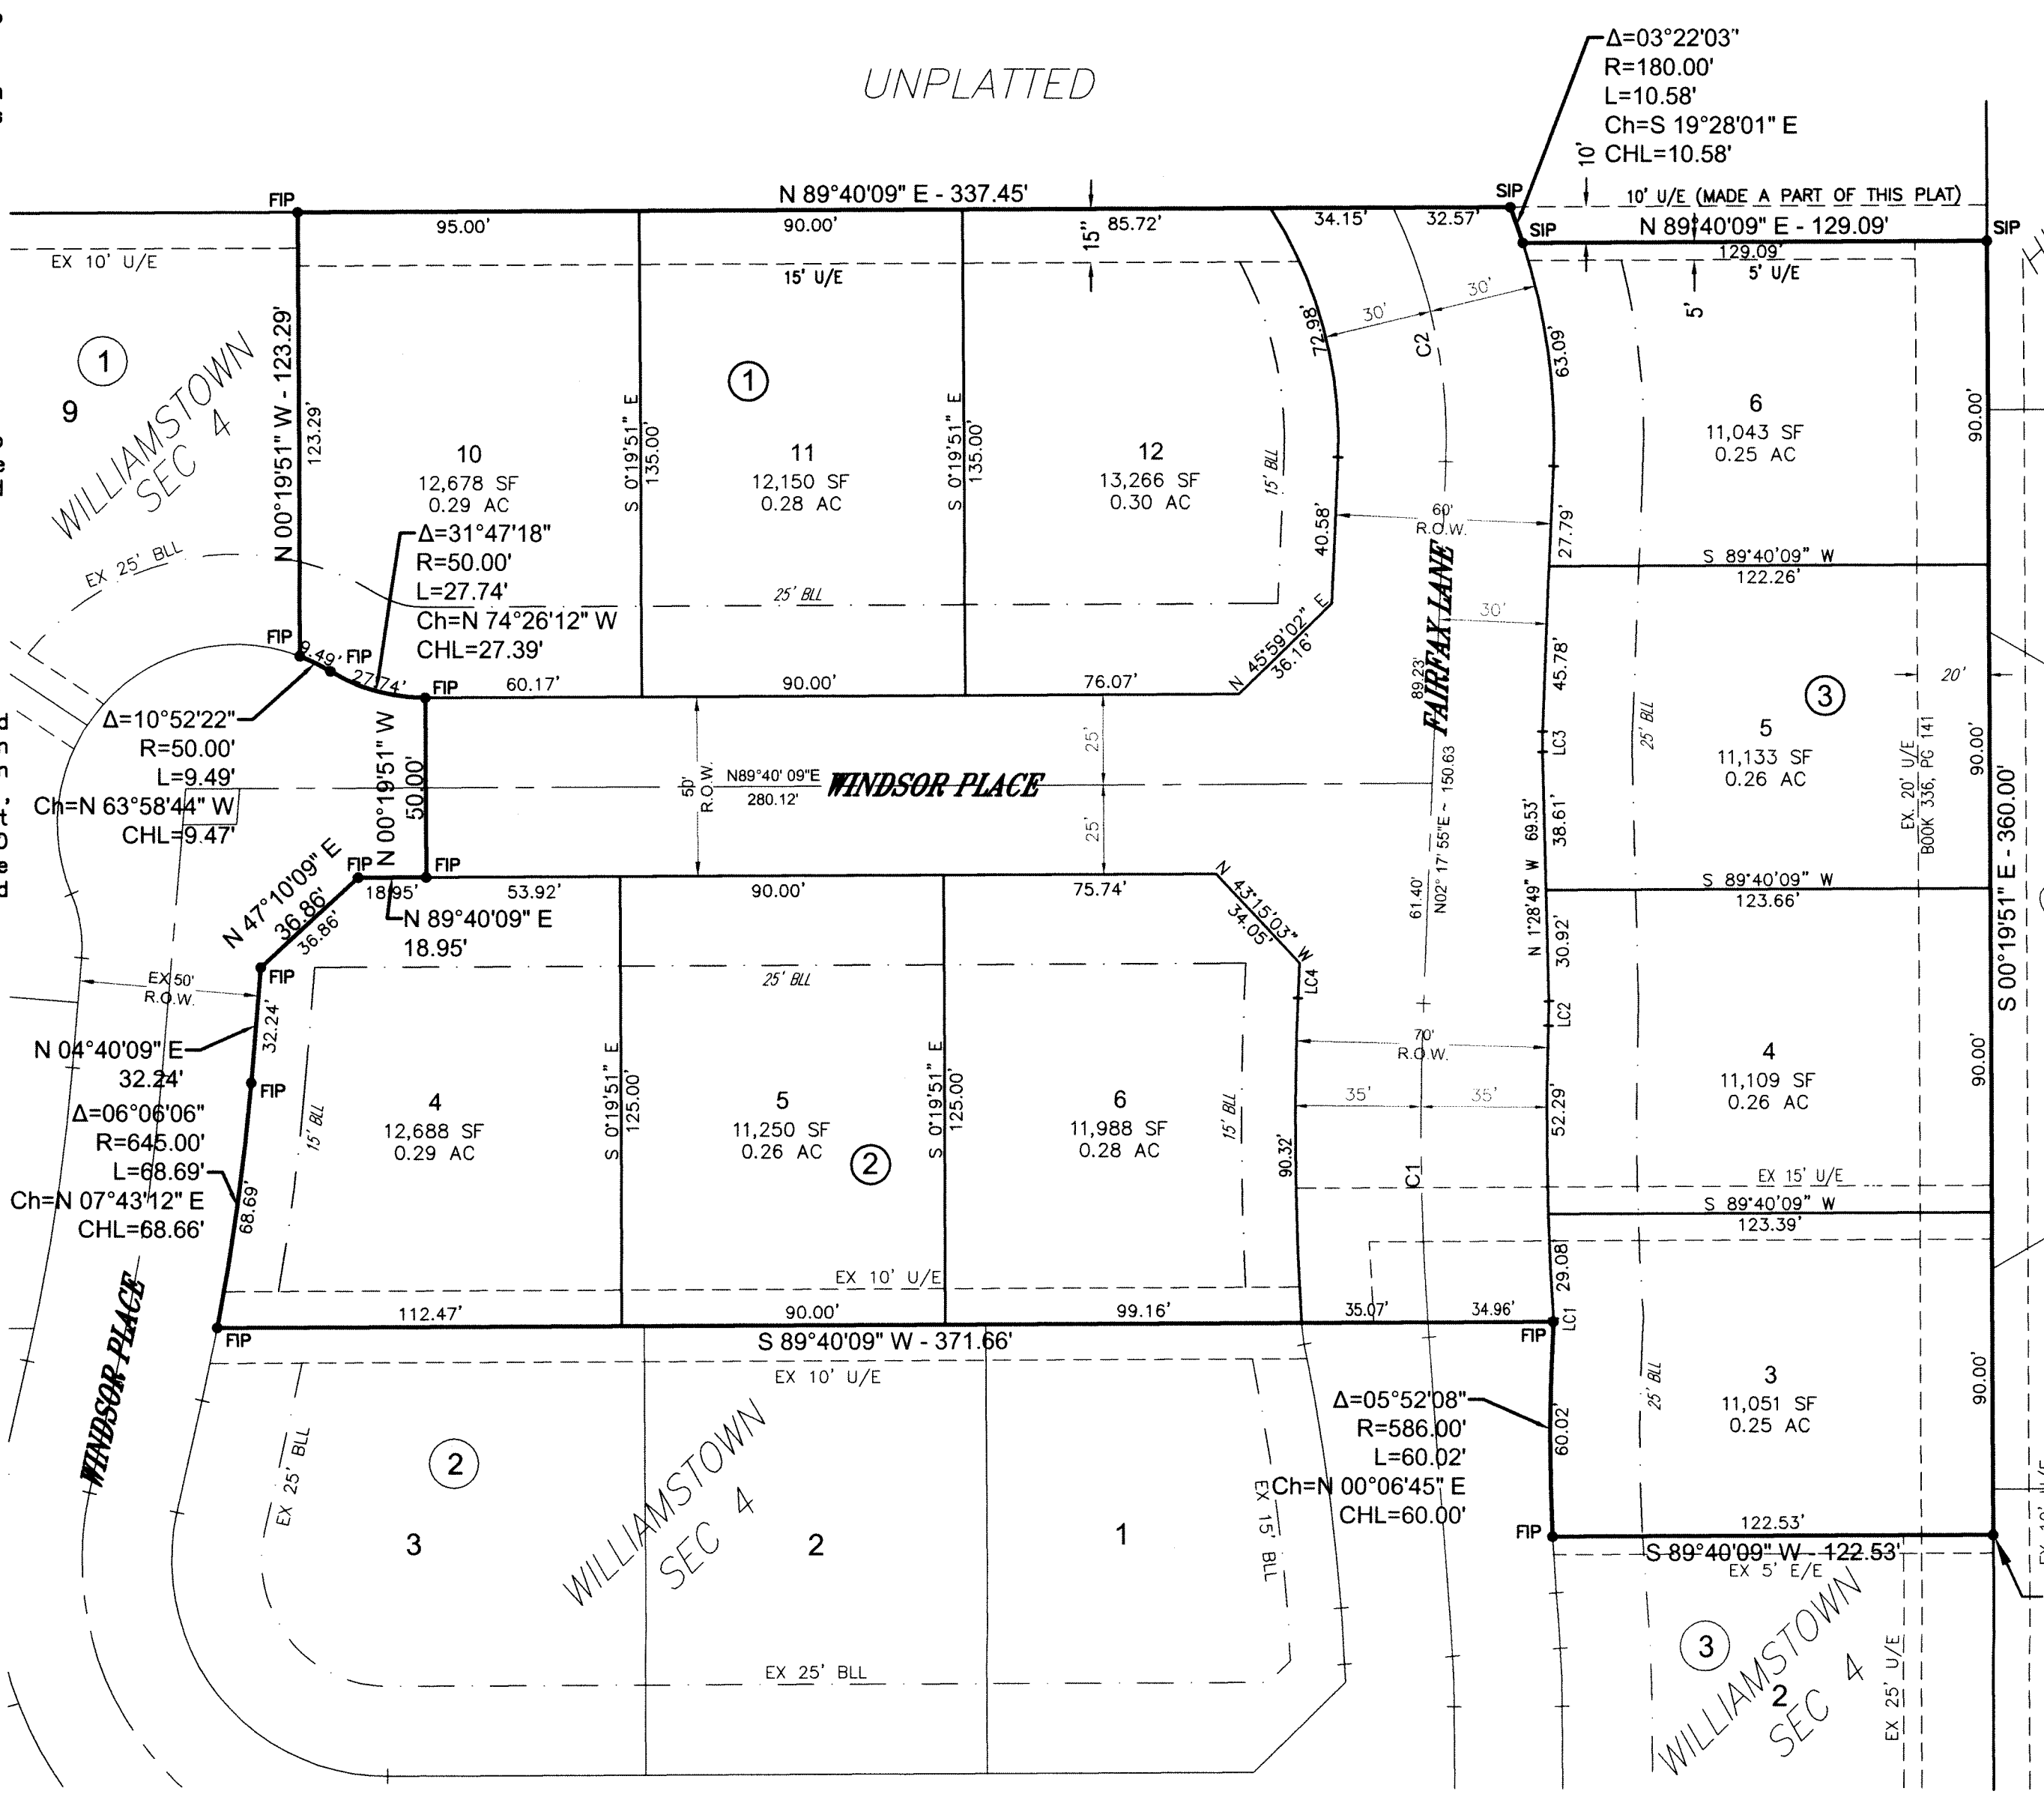 UNPLATTED
Δ=03°22'03"
R=180.00'
L=10.58'
Ch=S 19°28'01" E
CHL=10.58'
10'
FIP
N 89°40'09" E - 337.45'
SIP
10' U/E (MADE A PART OF THIS PLAT)
95.00'
90.00'
15"
85.72'
34.15'
32.57'
SIP
N 89°40'09" E - 129.09'
SIP
129.09'
5' U/E
5'
EX 10' U/E
15' U/E
30'
30'
N 00°19'51" W - 123.29'
123.29'
1
9
WILLIAMSTOWN
SEC 4
1
72.98'
C2
63.09'
6
11,043 SF
0.25 AC
90.00'
10
12,678 SF
0.29 AC
S 0°19'51" E
135.00'
11
12,150 SF
0.28 AC
S 0°19'51" E
135.00'
12
13,266 SF
0.30 AC
15' BLL
40.58'
60'
R.O.W.
27.79'
Δ=31°47'18"
R=50.00'
L=27.74'
Ch=N 74°26'12" W
CHL=27.39'
EX 25' BLL
25' BLL
S 89°40'09" W
122.26'
FAIRFAX LANE
30'
N 45°59'02" E
36.16'
FIP
9.49'
FIP
27.74'
FIP
60.17'
90.00'
76.07'
89.23'
45.78'
LC3
25' BLL
3
20'
5
11,133 SF
0.26 AC
EX. 20' U/E
BOOK 336, PG 141
90.00'
S 00°19'51" E - 360.00'
Δ=10°52'22"
R=50.00'
L=9.49'
Ch=N 63°58'44" W
CHL=9.47'
N 00°19'51" W
50.00'
50'
R.O.W.
N89°40' 09"E
280.12'
WINDSOR PLACE
25'
25'
N02° 17' 55"E ~ 150.63
61.40'
N 1°28'49" W 69.53'
38.61'
FIP
FIP
18.95'
53.92'
90.00'
75.74'
S 89°40'09" W
123.66'
N 47°10'09" E
36.86'
36.86'
N 89°40'09" E
18.95'
N 43°15'03" W
34.05'
30.92'
FIP
25' BLL
LC4
LC2
EX 50'
R.O.W.
32.24'
N 04°40'09" E
32.24'
FIP
70'
R.O.W.
35'
35'
52.29'
Δ=06°06'06"
R=645.00'
L=68.69'
Ch=N 07°43'12" E
CHL=68.66'
68.69'
15' BLL
4
12,688 SF
0.29 AC
S 0°19'51" E
125.00'
5
11,250 SF
0.26 AC
2
S 0°19'51" E
125.00'
6
11,988 SF
0.28 AC
15' BLL
90.32'
C1
4
11,109 SF
0.26 AC
90.00'
EX 15' U/E
S 89°40'09" W
123.39'
WINDSOR PLACE
EX 10' U/E
29.08'
112.47'
90.00'
99.16'
35.07'
34.96'
LC1
FIP
S 89°40'09" W - 371.66'
FIP
EX 10' U/E
Δ=05°52'08"
R=586.00'
L=60.02'
Ch=N 00°06'45" E
CHL=60.00'
60.02'
25' BLL
3
11,051 SF
0.25 AC
90.00'
EX 25' BLL
2
3
WILLIAMSTOWN
SEC 4
2
1
EX 15' BLL
FIP
122.53'
S 89°40'09" W - 122.53'
EX 5' E/E
EX 25' BLL
3
WILLIAMSTOWN
SEC 4
2
EX 25' U/E